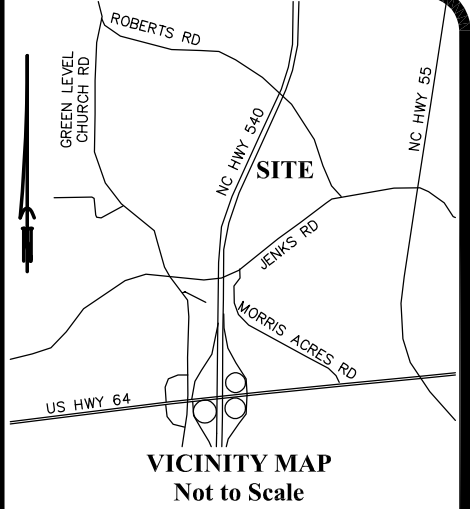 ROBERTS RD
GREEN LEVEL
CHURCH RD
NC HWY 55
NC HWY 540
SITE
JENKS RD
MORRIS ACRES RD
US HWY 64
VICINITY MAP
Not to Scale